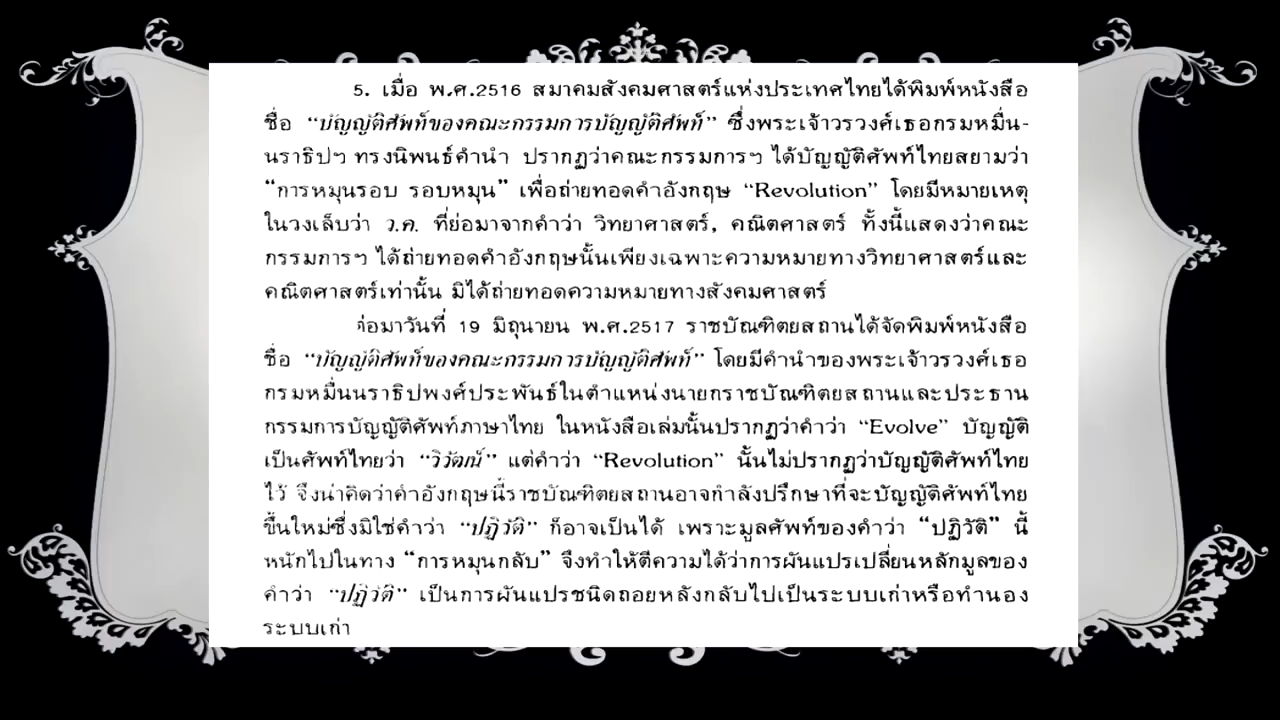 5. เมื่อ พ.ศ.2516 สมาคมสังคมศาสตร์แห่งประเทศไทยได้พิมพ์หนังสือ
ชื่อ “บัญญัติศัพท์ของคณะกรรมการบัญญัติศัพท์” ซึ่งพระเจ้าวรวงศ์เธอกรมหมื่น-
นราธิปฯ ทรงนิพนธ์คำนำ ปรากฏว่าคณะกรรมการฯ ได้บัญญัติศัพท์ไทยสยามว่า
“การหมุนรอบ รอบหมุน” เพื่อถ่ายทอดคำอังกฤษ “Revolution” โดยมีหมายเหตุ
ในวงเล็บว่า ว.ค. ที่ย่อมาจากคำว่า วิทยาศาสตร์, คณิตศาสตร์ ทั้งนี้แสดงว่าคณะ
กรรมการฯ ได้ถ่ายทอดคำอังกฤษนั้นเพียงเฉพาะความหมายทางวิทยาศาสตร์และ
คณิตศาสตร์เท่านั้น มิได้ถ่ายทอดความหมายทางสังคมศาสตร์
ต่อมาวันที่ 19 มิถุนายน พ.ศ.2517 ราชบัณฑิตยสถานได้จัดพิมพ์หนังสือ
ชื่อ “บัญญัติศัพท์ของคณะกรรมการบัญญัติศัพท์” โดยมีคำนำของพระเจ้าวรวงศ์เธอ
กรมหมื่นนราธิปพงศ์ประพันธ์ในตำแหน่งนายกราชบัณฑิตยสถานและประธาน
กรรมการบัญญัติศัพท์ภาษาไทย ในหนังสือเล่มนั้นปรากฏว่าคำว่า “Evolve” บัญญัติ
เป็นศัพท์ไทยว่า “วิวัฒน์” แต่คำว่า “Revolution” นั้นไม่ปรากฏว่าบัญญัติศัพท์ไทย
ไว้ จึงน่าคิดว่าคำอังกฤษนี้ราชบัณฑิตยสถานอาจกำลังปรึกษาที่จะบัญญัติศัพท์ไทย
ขึ้นใหม่ซึ่งมิใช่คำว่า “ปฏิวัติ” ก็อาจเป็นได้ เพราะมูลศัพท์ของคำว่า “ปฏิวัติ” นี้
หนักไปในทาง “การหมุนกลับ” จึงทำให้ตีความได้ว่าการผันแปรเปลี่ยนหลักมูลของ
คำว่า “ปฏิวัติ” เป็นการผันแปรชนิดถอยหลังกลับไปเป็นระบบเก่าหรือทำนอง
ระบบเก่า